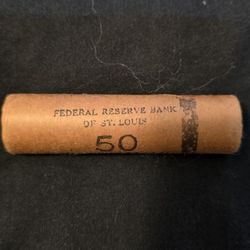 FEDERAL RESERVE BANK
OF ST. LOUIS
50